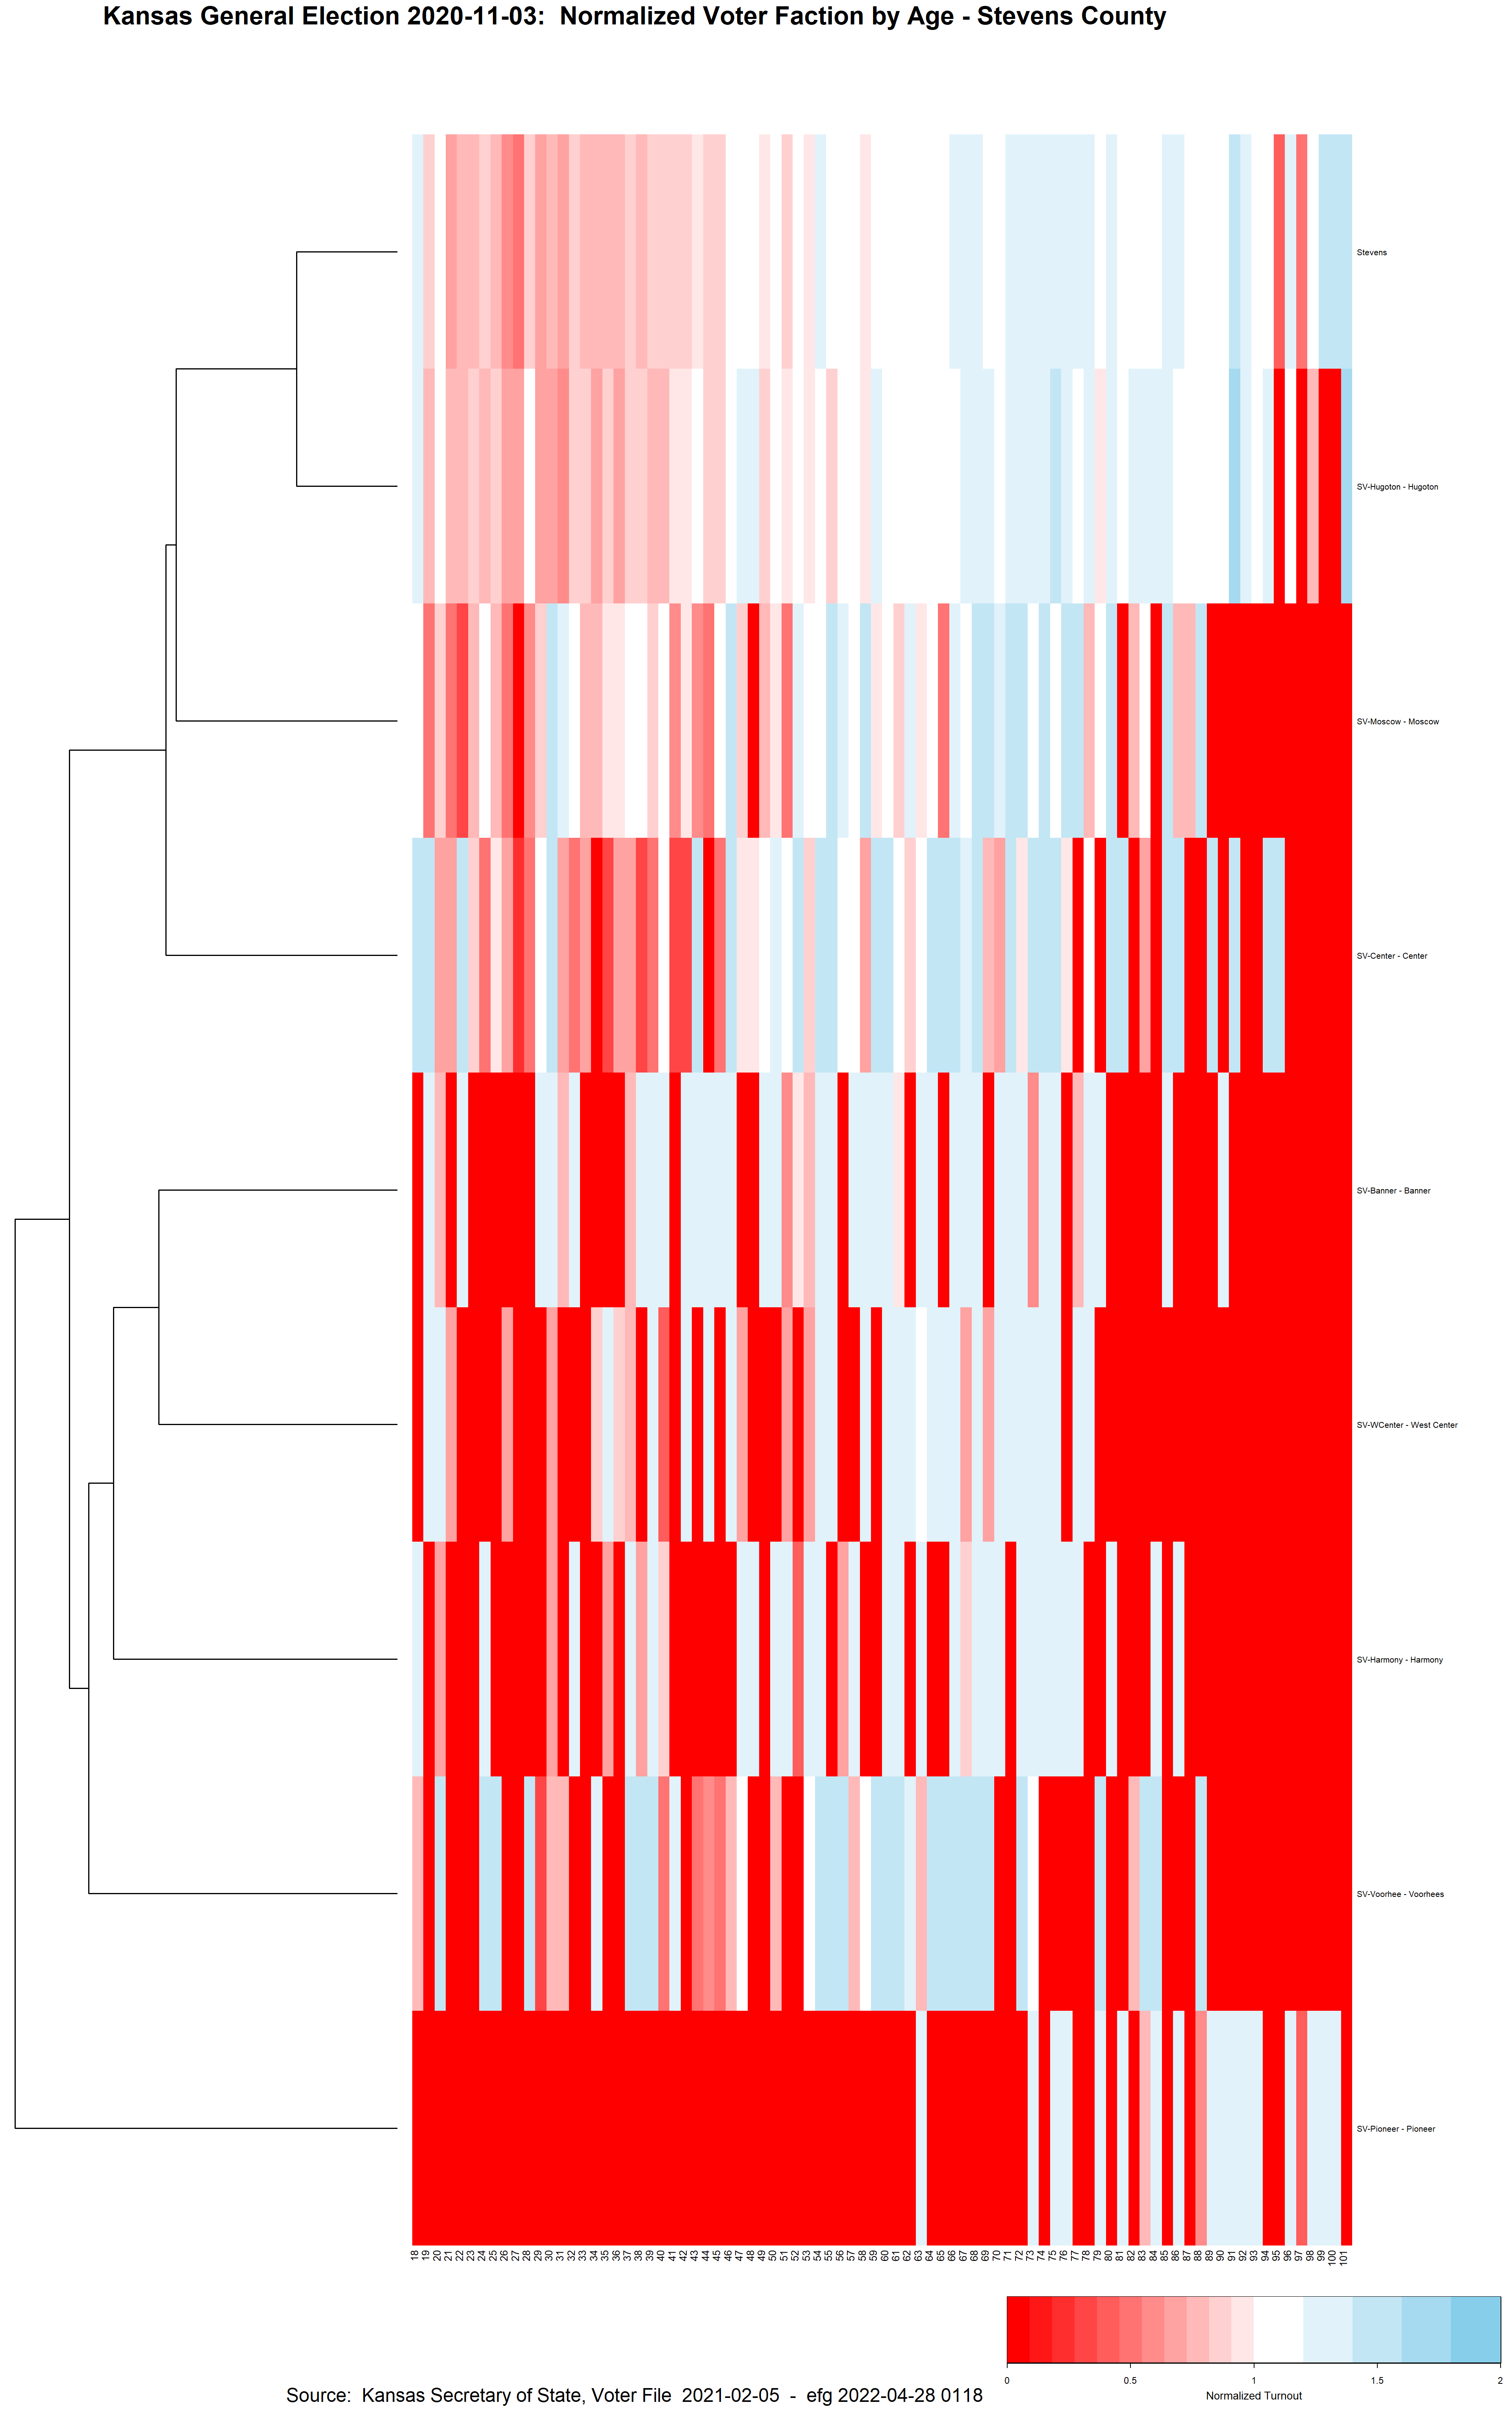 Kansas General Election 2020-11-03:  Normalized Voter Faction by Age - Stevens County
Stevens
SV-Hugoton - Hugoton
SV-Moscow - Moscow
SV-Center - Center
SV-Banner - Banner
SV-WCenter - West Center
SV-Harmony - Harmony
SV-Voorhee - Voorhees
SV-Pioneer - Pioneer
18 19 20 21 22 23 24 25 26 27 28 29 30 31 32 33 34 35 36 37 38 39 40 41 42 43 44 45 46 47 48 49 50 51 52 53 54 55 56 57 58 59 60 61 62 63 64 65 66 67 68 69 70 71 72 73 74 75 76 77 78 79 80 81 82 83 84 85 86 87 88 89 90 91 92 93 94 95 96 97 98 99 100 101
0 0.5 1 1.5 2
Normalized Turnout
Source:  Kansas Secretary of State, Voter File  2021-02-05  -  efg 2022-04-28 0118